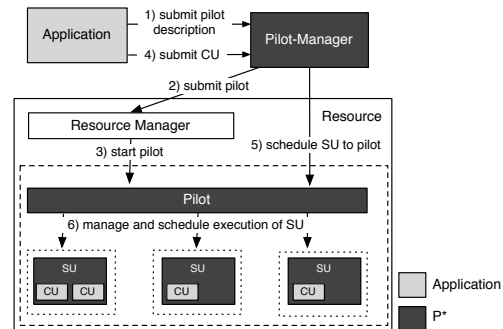 Application
1) submit pilot
description
4) submit CU
Pilot-Manager
2) submit pilot
Resource
Resource Manager
3) start pilot
5) schedule SU to pilot
Pilot
6) manage and schedule execution of SU
SU
CU
CU
SU
CU
SU
CU
Application
P*